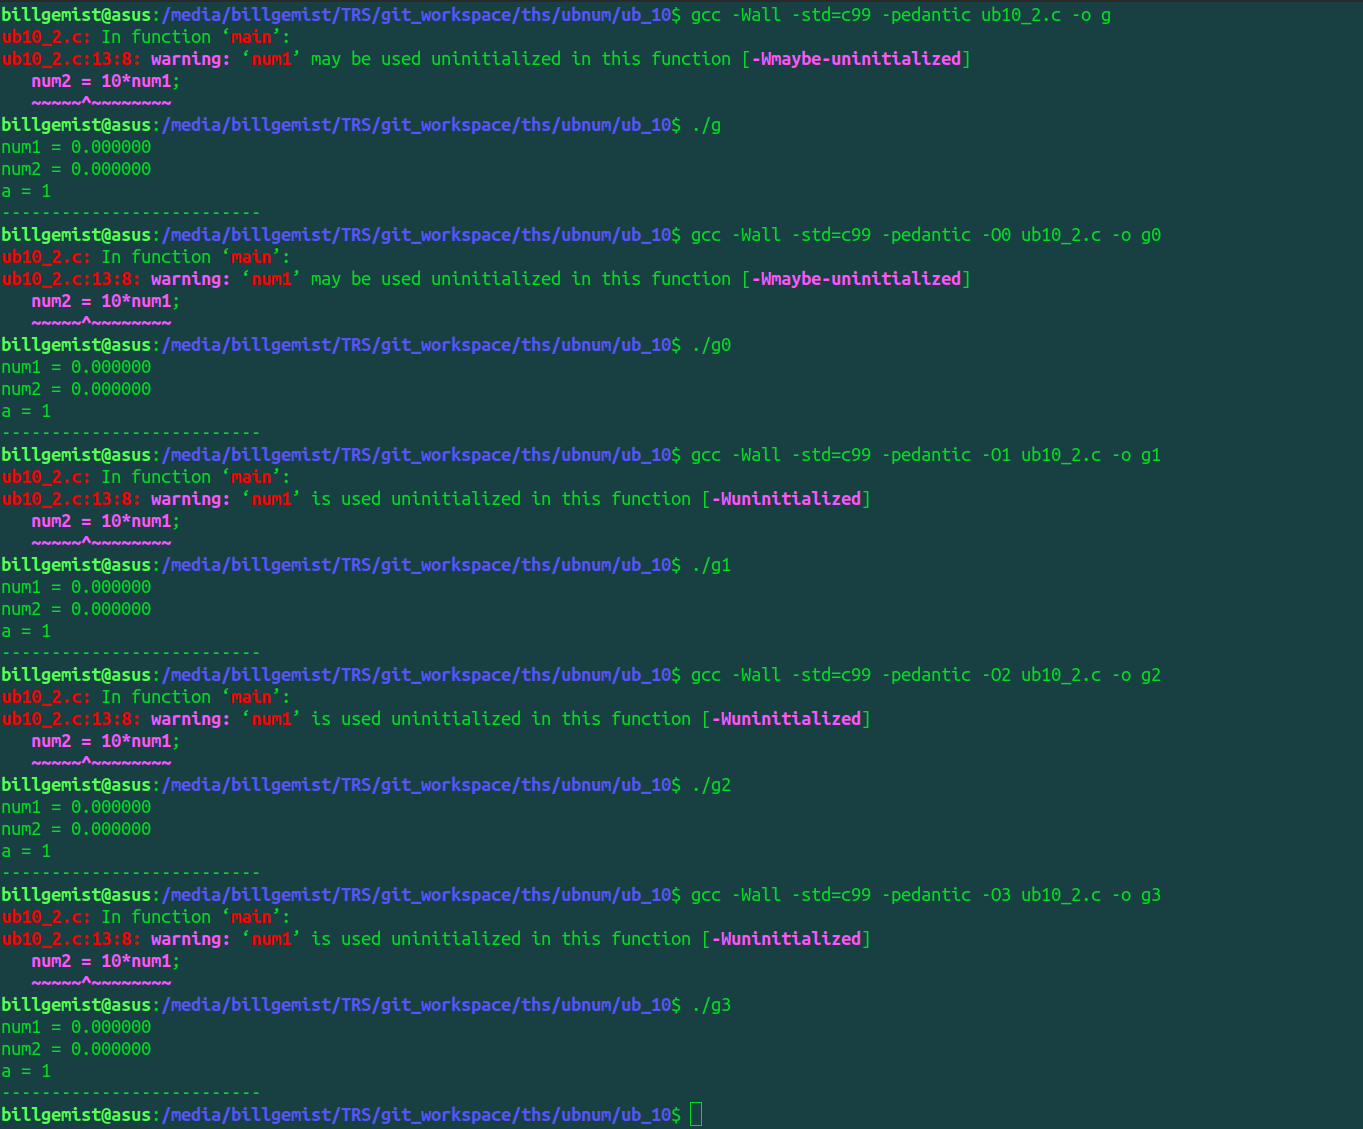 billgemist@asus:/media/billgemist/TRS/git_workspace/ths/ubnum/ub_10$ gcc -Wall -std=c99 -pedantic ub10_2.c -o g
ub10_2.c: In function ‘main’:
ub10_2.c:13:8: warning: ‘num1’ may be used uninitialized in this function [-Wmaybe-uninitialized]
   num2 = 10*num1;
   ~~~~~^~~~~~~~~
billgemist@asus:/media/billgemist/TRS/git_workspace/ths/ubnum/ub_10$ ./g
num1 = 0.000000
num2 = 0.000000
a = 1
--------------------------
billgemist@asus:/media/billgemist/TRS/git_workspace/ths/ubnum/ub_10$ gcc -Wall -std=c99 -pedantic -O0 ub10_2.c -o g0
ub10_2.c: In function ‘main’:
ub10_2.c:13:8: warning: ‘num1’ may be used uninitialized in this function [-Wmaybe-uninitialized]
   num2 = 10*num1;
   ~~~~~^~~~~~~~~
billgemist@asus:/media/billgemist/TRS/git_workspace/ths/ubnum/ub_10$ ./g0
num1 = 0.000000
num2 = 0.000000
a = 1
--------------------------
billgemist@asus:/media/billgemist/TRS/git_workspace/ths/ubnum/ub_10$ gcc -Wall -std=c99 -pedantic -O1 ub10_2.c -o g1
ub10_2.c: In function ‘main’:
ub10_2.c:13:8: warning: ‘num1’ is used uninitialized in this function [-Wuninitialized]
   num2 = 10*num1;
   ~~~~~^~~~~~~~~
billgemist@asus:/media/billgemist/TRS/git_workspace/ths/ubnum/ub_10$ ./g1
num1 = 0.000000
num2 = 0.000000
a = 1
--------------------------
billgemist@asus:/media/billgemist/TRS/git_workspace/ths/ubnum/ub_10$ gcc -Wall -std=c99 -pedantic -O2 ub10_2.c -o g2
ub10_2.c: In function ‘main’:
ub10_2.c:13:8: warning: ‘num1’ is used uninitialized in this function [-Wuninitialized]
   num2 = 10*num1;
   ~~~~~^~~~~~~~~
billgemist@asus:/media/billgemist/TRS/git_workspace/ths/ubnum/ub_10$ ./g2
num1 = 0.000000
num2 = 0.000000
a = 1
--------------------------
billgemist@asus:/media/billgemist/TRS/git_workspace/ths/ubnum/ub_10$ gcc -Wall -std=c99 -pedantic -O3 ub10_2.c -o g3
ub10_2.c: In function ‘main’:
ub10_2.c:13:8: warning: ‘num1’ is used uninitialized in this function [-Wuninitialized]
   num2 = 10*num1;
   ~~~~~^~~~~~~~~
billgemist@asus:/media/billgemist/TRS/git_workspace/ths/ubnum/ub_10$ ./g3
num1 = 0.000000
num2 = 0.000000
a = 1
--------------------------
billgemist@asus:/media/billgemist/TRS/git_workspace/ths/ubnum/ub_10$